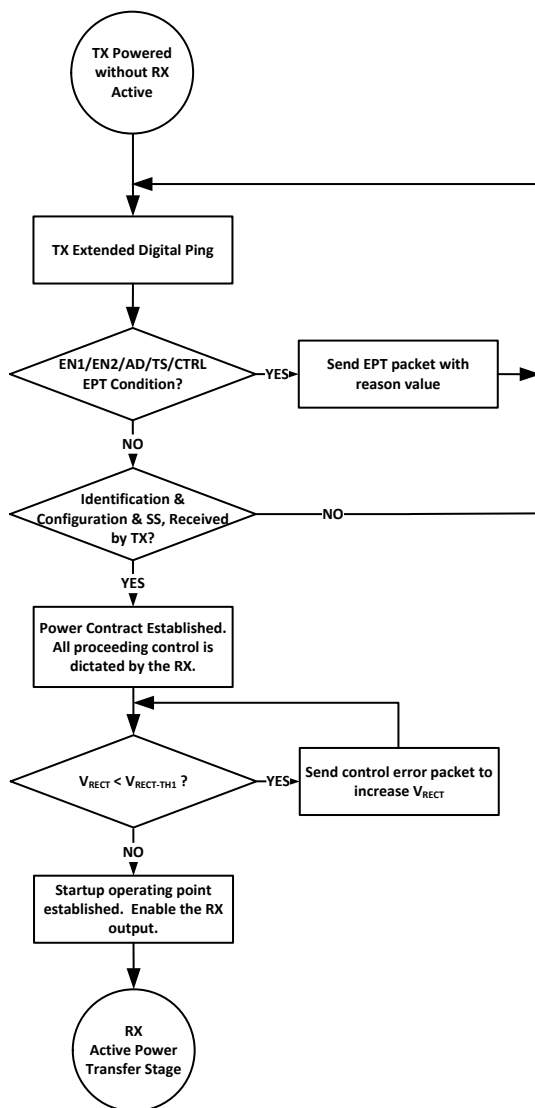 TX Powered
without RX
Active
TX Extended Digital Ping
EN1/EN2/AD/TS/CTRL
EPT Condition?
YES
Send EPT packet with
reason value
NO
Identification &
Configuration & SS, Received
by TX?
NO
YES
Power Contract Established.
All proceeding control is
dictated by the RX.
VRECT < VRECT-TH1 ?
YES
Send control error packet to
increase VRECT
NO
Startup operating point
established. Enable the RX
output.
RX
Active Power
Transfer Stage